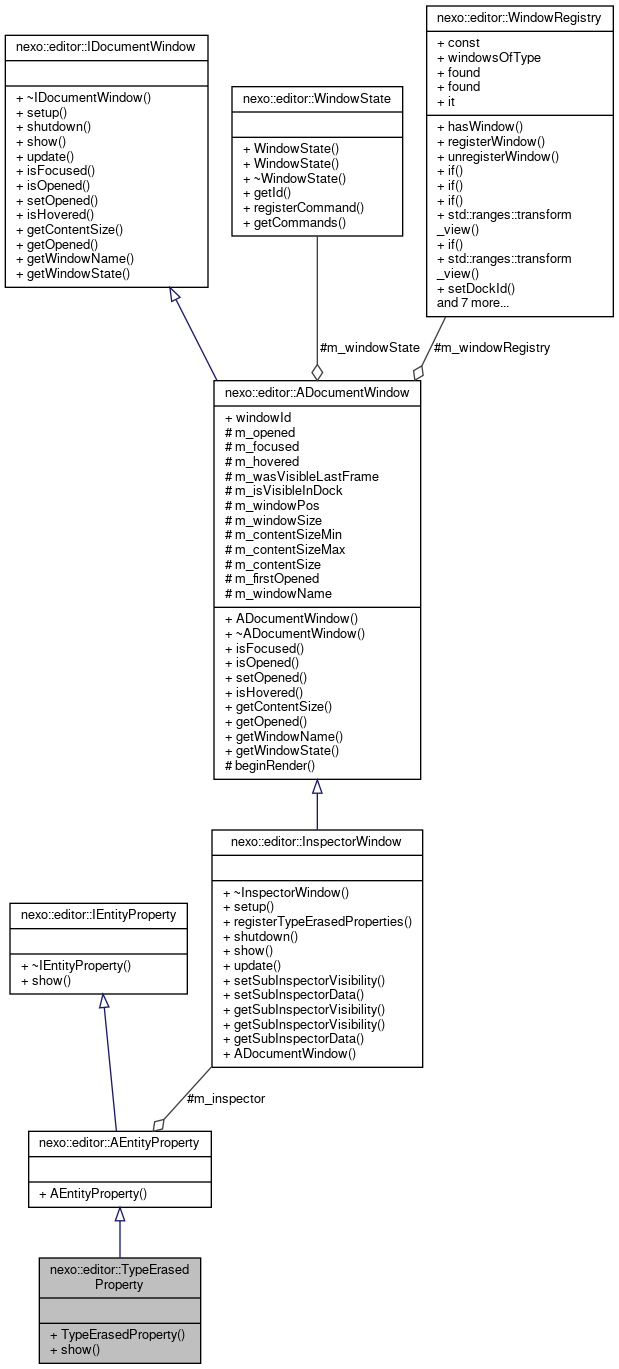 nexo::editor::WindowRegistry
+ const
+ windowsOfType
+ found
+ found
+ it
+ hasWindow()
+ registerWindow()
+ unregisterWindow()
+ if()
+ if()
+ if()
+ std::ranges::transform
_view()
+ if()
+ std::ranges::transform
_view()
+ setDockId()
and 7 more...
nexo::editor::IDocumentWindow
+ ~IDocumentWindow()
+ setup()
+ shutdown()
+ show()
+ update()
+ isFocused()
+ isOpened()
+ setOpened()
+ isHovered()
+ getContentSize()
+ getOpened()
+ getWindowName()
+ getWindowState()
nexo::editor::WindowState
+ WindowState()
+ WindowState()
+ ~WindowState()
+ getId()
+ registerCommand()
+ getCommands()
#m_windowState
#m_windowRegistry
nexo::editor::ADocumentWindow
+ windowId
# m_opened
# m_focused
# m_hovered
# m_wasVisibleLastFrame
# m_isVisibleInDock
# m_windowPos
# m_windowSize
# m_contentSizeMin
# m_contentSizeMax
# m_contentSize
# m_firstOpened
# m_windowName
+ ADocumentWindow()
+ ~ADocumentWindow()
+ isFocused()
+ isOpened()
+ setOpened()
+ isHovered()
+ getContentSize()
+ getOpened()
+ getWindowName()
+ getWindowState()
# beginRender()
nexo::editor::InspectorWindow
+ ~InspectorWindow()
+ setup()
+ registerTypeErasedProperties()
+ shutdown()
+ show()
+ update()
+ setSubInspectorVisibility()
+ setSubInspectorData()
+ getSubInspectorVisibility()
+ getSubInspectorVisibility()
+ getSubInspectorData()
+ ADocumentWindow()
nexo::editor::IEntityProperty
+ ~IEntityProperty()
+ show()
#m_inspector
nexo::editor::AEntityProperty
+ AEntityProperty()
nexo::editor::TypeErased
Property
+ TypeErasedProperty()
+ show()